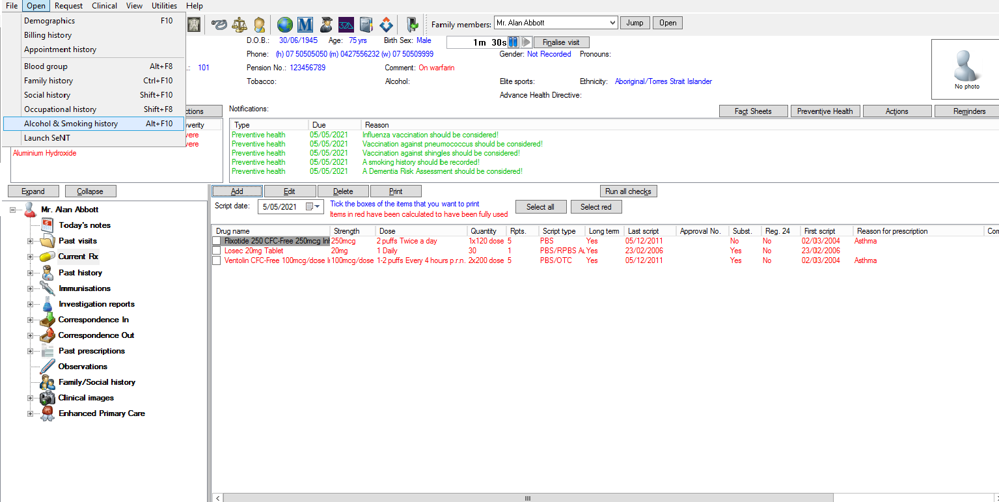 File Open Request Clinical View Utilities Help
Demographics F10
Billing history
Appointment history
Blood group Alt+F8
Family history Ctrl+F10
Social history Shift+F10
Occupational history Shift+F8
Alcohol & Smoking history Alt+F10
Launch SeNT
Family members: Mr. Alan Abbott Jump Open
D.O.B.: 30/06/1945 Age: 75 yrs Birth Sex: Male 1m 30s Finalise visit
Phone: (h) 07 50505050 (m) 0427556232 (w) 07 50509999 Gender: Not Recorded Pronouns:
.: 101 Pension No.: 123456789 Comment: On warfarin
Tobacco: Alcohol: Elite sports: Ethnicity: Aboriginal/Torres Strait Islander
Advance Health Directive:
No photo
ctions Notifications: Fact Sheets Preventive Health Actions Reminders
everity
vere
vere
Aluminium Hydroxide
Type Due Reason
Preventive health 05/05/2021 Influenza vaccination should be considered!
Preventive health 05/05/2021 Vaccination against pneumococcus should be considered!
Preventive health 05/05/2021 Vaccination against shingles should be considered!
Preventive health 05/05/2021 A smoking history should be recorded!
Preventive health 05/05/2021 A Dementia Risk Assessment should be considered!
Expand Collapse
Mr. Alan Abbott
Today's notes
Past visits
Current Rx
Past history
Immunisations
Investigation reports
Correspondence In
Correspondence Out
Past prescriptions
Observations
Family/Social history
Clinical images
Enhanced Primary Care
Add Edit Delete Print Run all checks
Script date: 5/05/2021 Tick the boxes of the items that you want to print Select all Select red
Items in red have been calculated to have been fully used
Drug name Strength Dose Quantity Rpts. Script type Long term Last script Approval No. Subst. Reg. 24 First script Reason for prescription Com
Flixotide 250 CFC-Free 250mcg Inh 250mcg 2 puffs Twice a day 1x120 dose 5 PBS Yes 05/12/2011 No No 02/03/2004 Asthma
Losec 20mg Tablet 20mg 1 Daily 30 1 PBS/RPBS Au Yes 23/02/2006 Yes No 23/02/2006
Ventolin CFC-Free 100mcg/dose I 100mcg/dose 1-2 puffs Every 4 hours p.r.n. 2x200 dose 5 PBS/OTC Yes 05/12/2011 Yes No 02/03/2004 Asthma